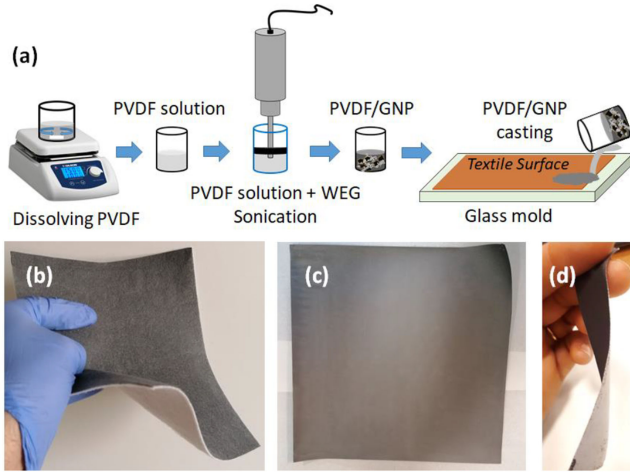 (a)
PVDF solution
PVDF/GNP
PVDF/GNP
casting
Textile Surface
Dissolving PVDF
PVDF solution + WEG
Sonication
Glass mold
(b)
(c)
(d)